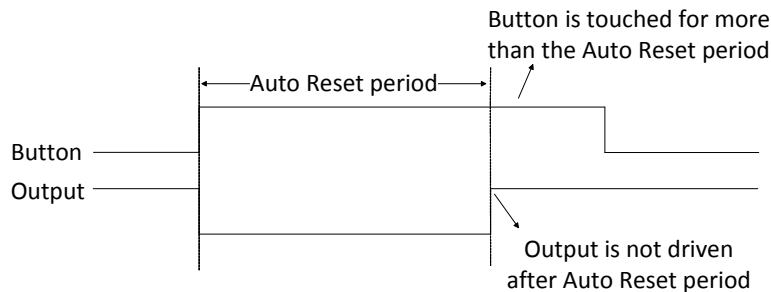 Button is touched for more
than the Auto Reset period
Auto Reset period
Button
Output
Output is not driven
after Auto Reset period